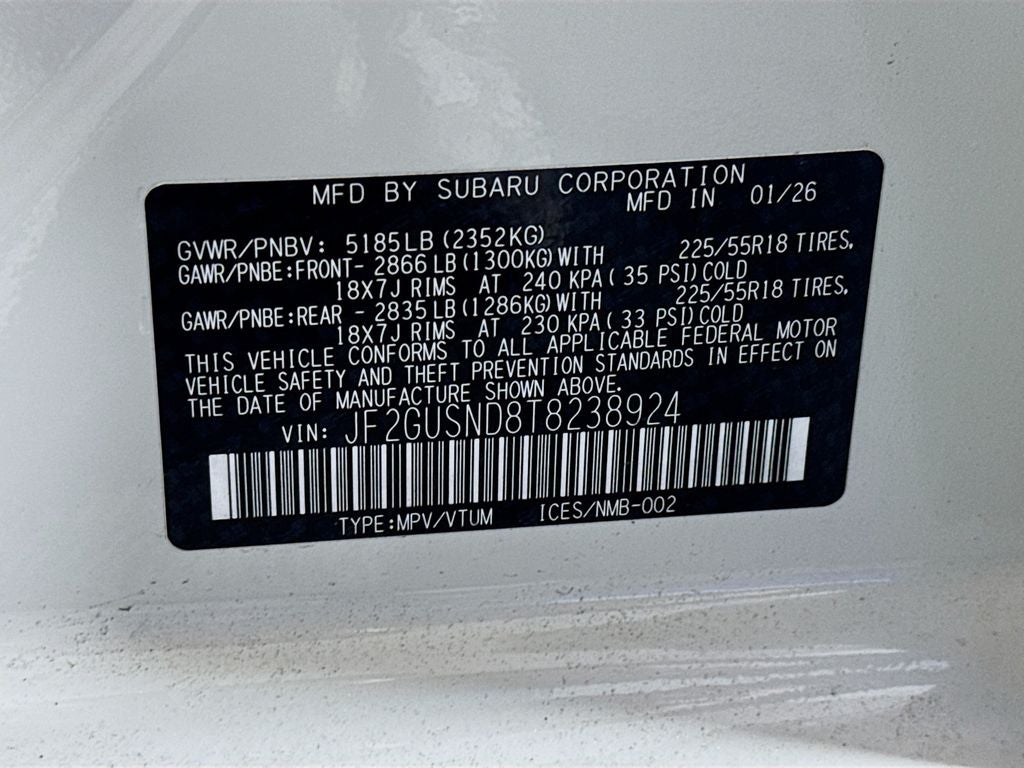 MFD BY SUBARU CORPORATION
MFD IN 01/26
GVWR/PNBV: 5185LB (2352KG)
GAWR/PNBE:FRONT- 2866 LB (1300KG) WITH 225/55R18 TIRES,
18X7J RIMS AT 240 KPA ( 35 PSI) COLD
GAWR/PNBE:REAR - 2835 LB (1286KG) WITH 225/55R18 TIRES,
18X7J RIMS AT 230 KPA ( 33 PSI) COLD
THIS VEHICLE CONFORMS TO ALL APPLICABLE FEDERAL MOTOR
VEHICLE SAFETY AND THEFT PREVENTION STANDARDS IN EFFECT ON
THE DATE OF MANUFACTURE SHOWN ABOVE.
VIN: JF2GUSND8T8238924
TYPE:MPV/VTUM ICES/NMB-002